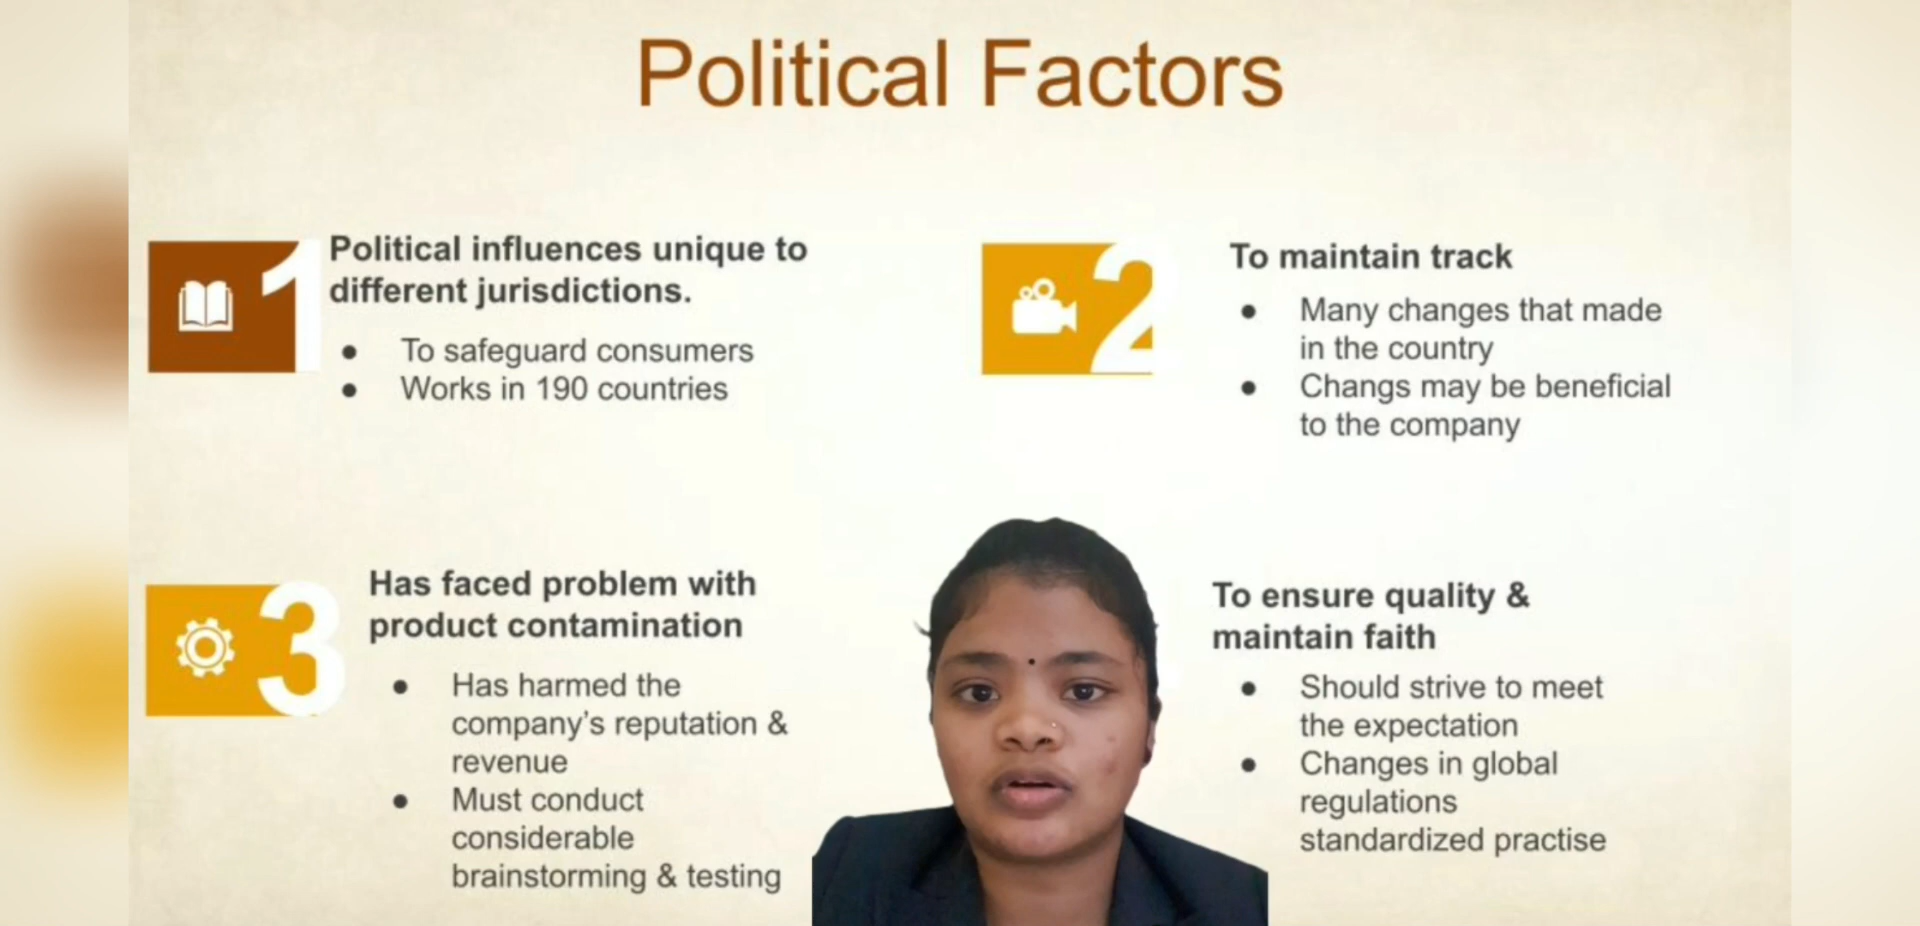 Political Factors
1
Political influences unique to
different jurisdictions.
● To safeguard consumers
● Works in 190 countries
2
To maintain track
● Many changes that made
in the country
● Changs may be beneficial
to the company
3
Has faced problem with
product contamination
● Has harmed the
company’s reputation &
revenue
● Must conduct
considerable
brainstorming & testing
To ensure quality &
maintain faith
● Should strive to meet
the expectation
● Changes in global
regulations
standardized practise